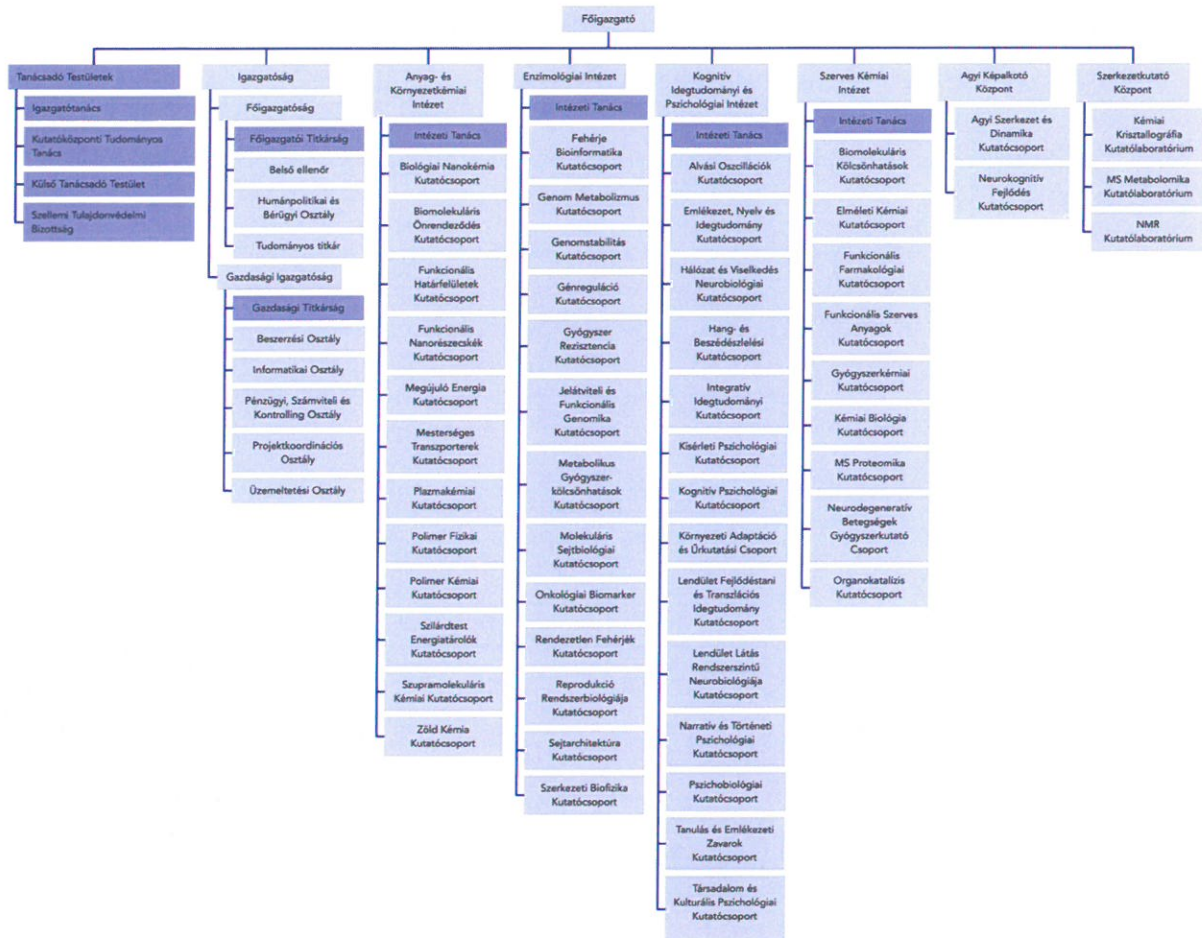 Főigazgató
Tanácsadó Testületek
Igazgatótanács
Kutatóközponti Tudományos
Tanács
Külső Tanácsadó Testület
Szellemi Tulajdonvédelmi
Bizottság
Igazgatóság
Főigazgatóság
Főigazgatói Titkárság
Belső ellenőr
Humánpolitikai és
Bérügyi Osztály
Tudományos titkár
Gazdasági Igazgatóság
Gazdasági Titkárság
Beszerzési Osztály
Informatikai Osztály
Pénzügyi, Számviteli és
Kontrolling Osztály
Projektkoordinációs
Osztály
Üzemeltetési Osztály
Anyag- és
Környezetkémiai
Intézet
Intézeti Tanács
Biológiai Nanokémia
Kutatócsoport
Biomolekuláris
Önrendeződés
Kutatócsoport
Funkcionális
Határfelületek
Kutatócsoport
Funkcionális
Nanorészecskék
Kutatócsoport
Megújuló Energia
Kutatócsoport
Mesterséges
Transzporterek
Kutatócsoport
Plazmakémiai
Kutatócsoport
Polimer Fizikai
Kutatócsoport
Polimer Kémiai
Kutatócsoport
Szilárdtest
Energiatárolók
Kutatócsoport
Szupramolekuláris
Kémiai Kutatócsoport
Zöld Kémia
Kutatócsoport
Enzimológiai Intézet
Intézeti Tanács
Fehérje
Bioinformatika
Kutatócsoport
Genom Metabolizmus
Kutatócsoport
Genomstabilitás
Kutatócsoport
Génreguláció
Kutatócsoport
Gyógyszer
Rezisztencia
Kutatócsoport
Jelátviteli és
Funkcionális
Genomika
Kutatócsoport
Metabolikus
Gyógyszer-
kölcsönhatások
Kutatócsoport
Molekuláris
Sejtbiológiai
Kutatócsoport
Onkológiai Biomarker
Kutatócsoport
Rendezetlen Fehérjék
Kutatócsoport
Reprodukció
Rendszerbiológiája
Kutatócsoport
Sejtarchitektúra
Kutatócsoport
Szerkezeti Biofizika
Kutatócsoport
Kognitív
Idegtudományi és
Pszichológiai Intézet
Intézeti Tanács
Alvási Oszcillációk
Kutatócsoport
Emlékezet, Nyelv és
Idegtudomány
Kutatócsoport
Hálózat és Viselkedés
Neurobiológiai
Kutatócsoport
Hang- és
Beszédészlelési
Kutatócsoport
Integratív
Idegtudományi
Kutatócsoport
Kísérleti Pszichológiai
Kutatócsoport
Kognitív Pszichológiai
Kutatócsoport
Környezeti Adaptáció
és Űrkutatási Csoport
Lendület Fejlődéstani
és Transzlációs
Idegtudomány
Kutatócsoport
Lendület Látás
Rendszerszintű
Neurobiológiája
Kutatócsoport
Narratív és Történeti
Pszichológiai
Kutatócsoport
Pszichobiológiai
Kutatócsoport
Tanulás és Emlékezeti
Zavarok
Kutatócsoport
Társadalom és
Kulturális Pszichológiai
Kutatócsoport
Szerves Kémiai
Intézet
Intézeti Tanács
Biomolekuláris
Kölcsönhatások
Kutatócsoport
Elméleti Kémiai
Kutatócsoport
Funkcionális
Farmakológiai
Kutatócsoport
Funkcionális Szerves
Anyagok
Kutatócsoport
Gyógyszerkémiai
Kutatócsoport
Kémiai Biológia
Kutatócsoport
MS Proteomika
Kutatócsoport
Neurodegeneratív
Betegségek
Gyógyszerkutató
Csoport
Organokatalízis
Kutatócsoport
Agyi Képalkotó
Központ
Agyi Szerkezet és
Dinamika
Kutatócsoport
Neurokognitív
Fejlődés
Kutatócsoport
Szerkezetkutató
Központ
Kémiai
Krisztallográfia
Kutatólaboratórium
MS Metabolomika
Kutatólaboratórium
NMR
Kutatólaboratórium